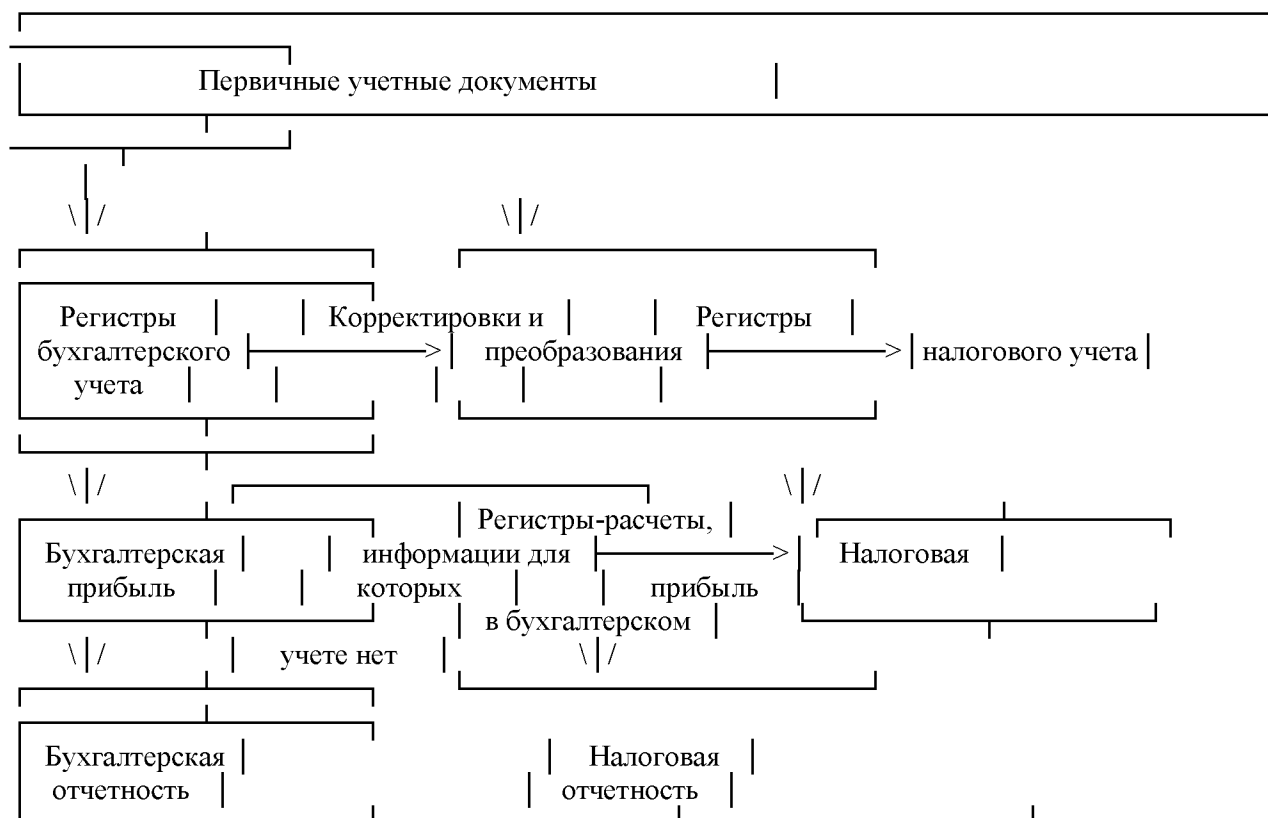 Первичные учетные документы
Регистры Корректировки и Регистры
бухгалтерского преобразования налогового учета
учета
Регистры-расчеты,
Бухгалтерская информации для Налоговая
прибыль которых прибыль
в бухгалтерском
учете нет
Бухгалтерская Налоговая
отчетность отчетность